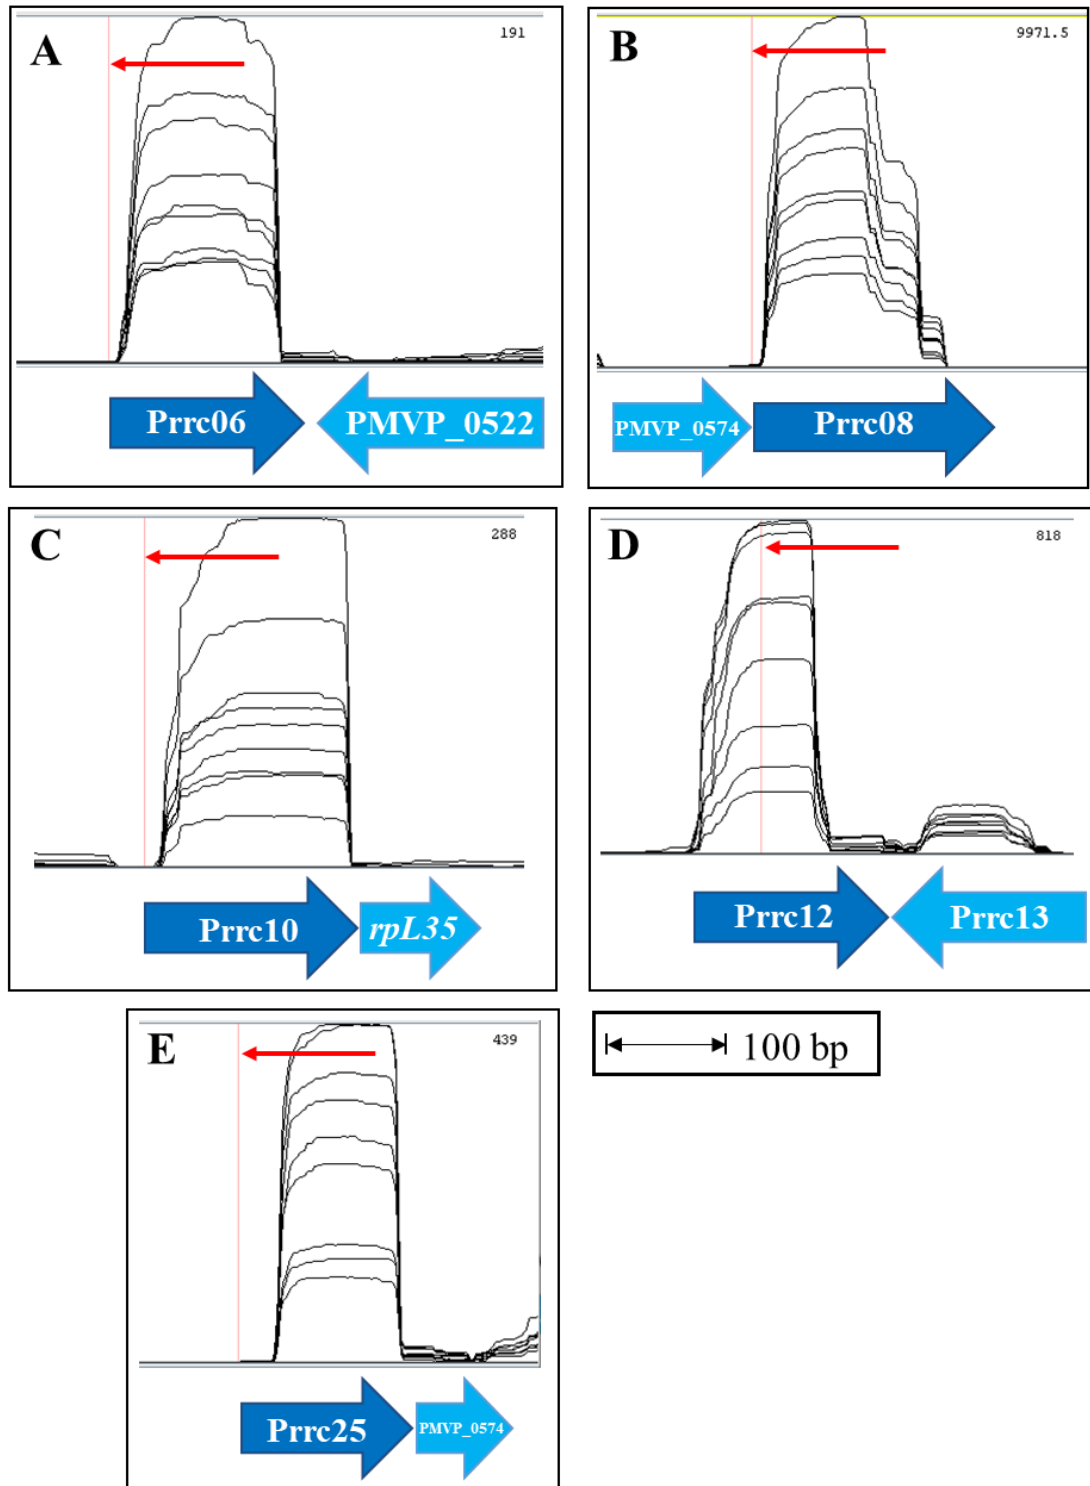 A
191
Prrc06
PMVP_0522
B
9971.5
PMVP_0574
Prrc08
C
288
Prrc10
rpL35
D
818
Prrc12
Prrc13
E
439
Prrc25
PMVP_0574
100 bp